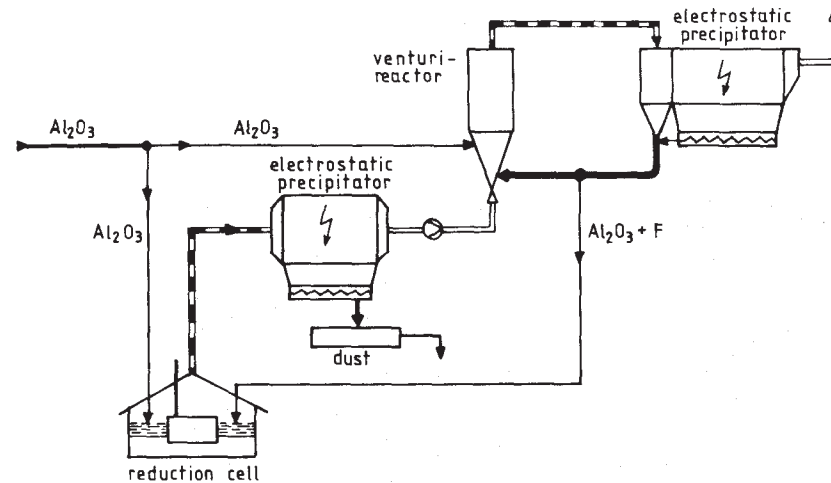 electrostatic
precipitator
venturi-
reactor
Al₂O₃
Al₂O₃
electrostatic
precipitator
Al₂O₃
Al₂O₃ + F
dust
reduction cell